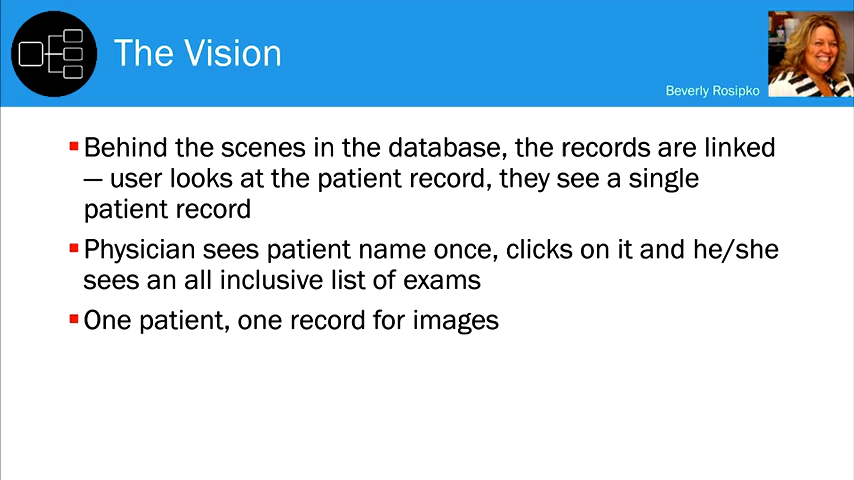 The Vision
Beverly Rosipko
Behind the scenes in the database, the records are linked
— user looks at the patient record, they see a single
patient record
Physician sees patient name once, clicks on it and he/she
sees an all inclusive list of exams
One patient, one record for images